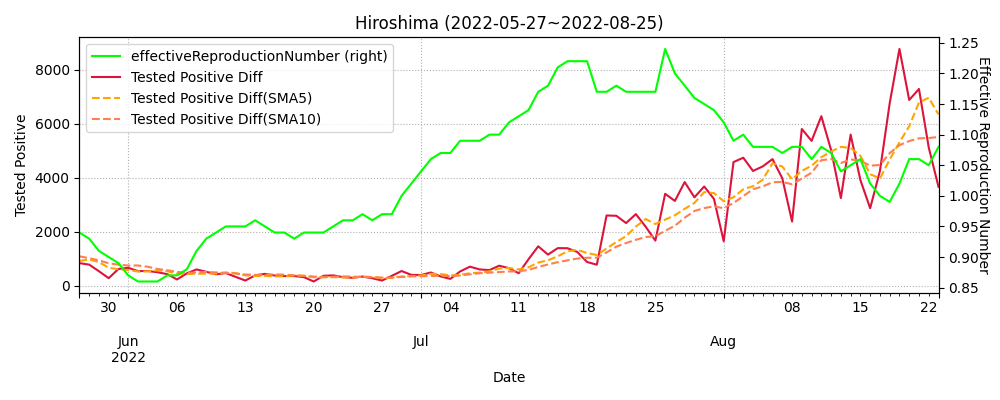 Hiroshima (2022-05-27~2022-08-25)
effectiveReproductionNumber (right)
Tested Positive Diff
Tested Positive Diff(SMA5)
Tested Positive Diff(SMA10)
Tested Positive
8000
6000
4000
2000
0
1.25
1.20
1.15
1.10
1.05
1.00
0.95
0.90
0.85
Effective Reproduction Number
30 06 13 20 27 04 11 18 25 08 15 22
Jun Jul Aug
2022
Date